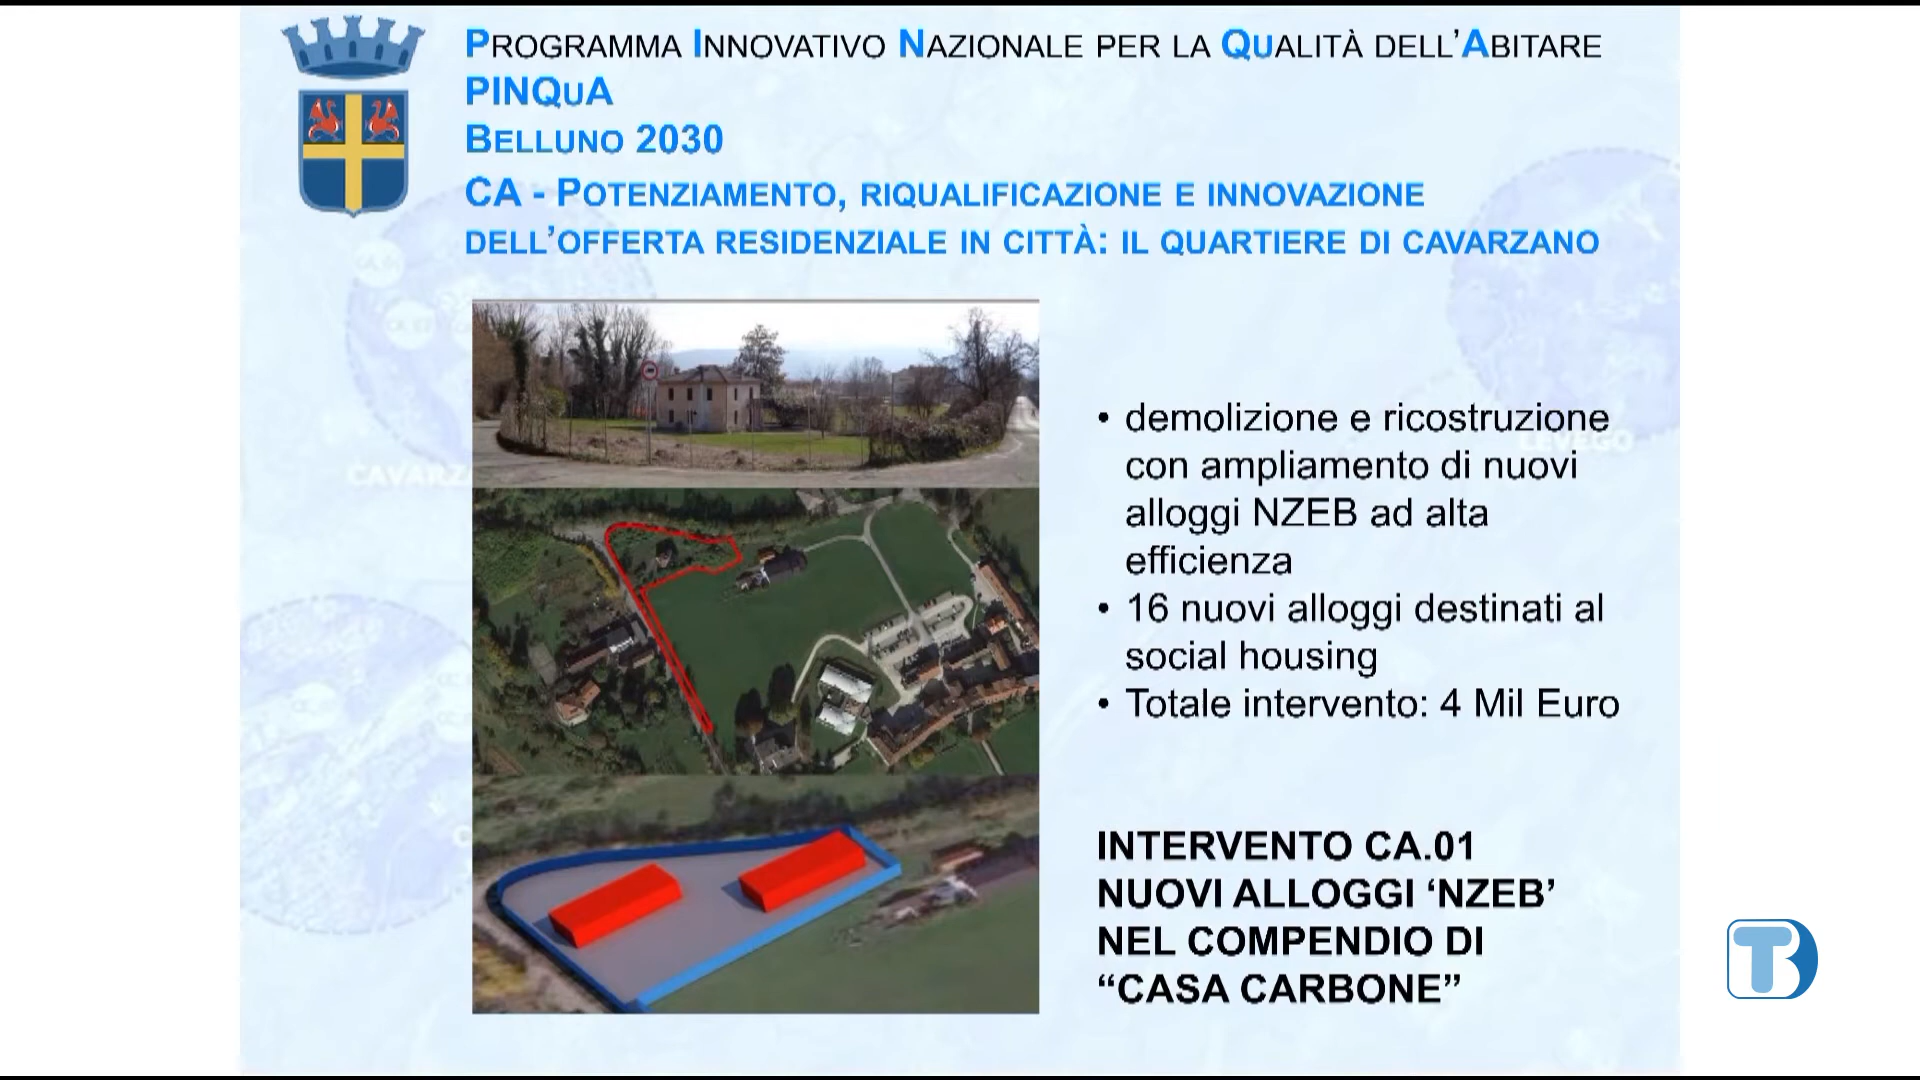 PROGRAMMA INNOVATIVO NAZIONALE PER LA QUALITÀ DELL'ABITARE
PINQUA
BELLUNO 2030
CA - POTENZIAMENTO, RIQUALIFICAZIONE E INNOVAZIONE
DELL'OFFERTA RESIDENZIALE IN CITTÀ: IL QUARTIERE DI CAVARZANO
• demolizione e ricostruzione
con ampliamento di nuovi
alloggi NZEB ad alta
efficienza
• 16 nuovi alloggi destinati al
social housing
• Totale intervento: 4 Mil Euro
INTERVENTO CA.01
NUOVI ALLOGGI ‘NZEB’
NEL COMPENDIO DI
“CASA CARBONE”
LEVEGO
TB